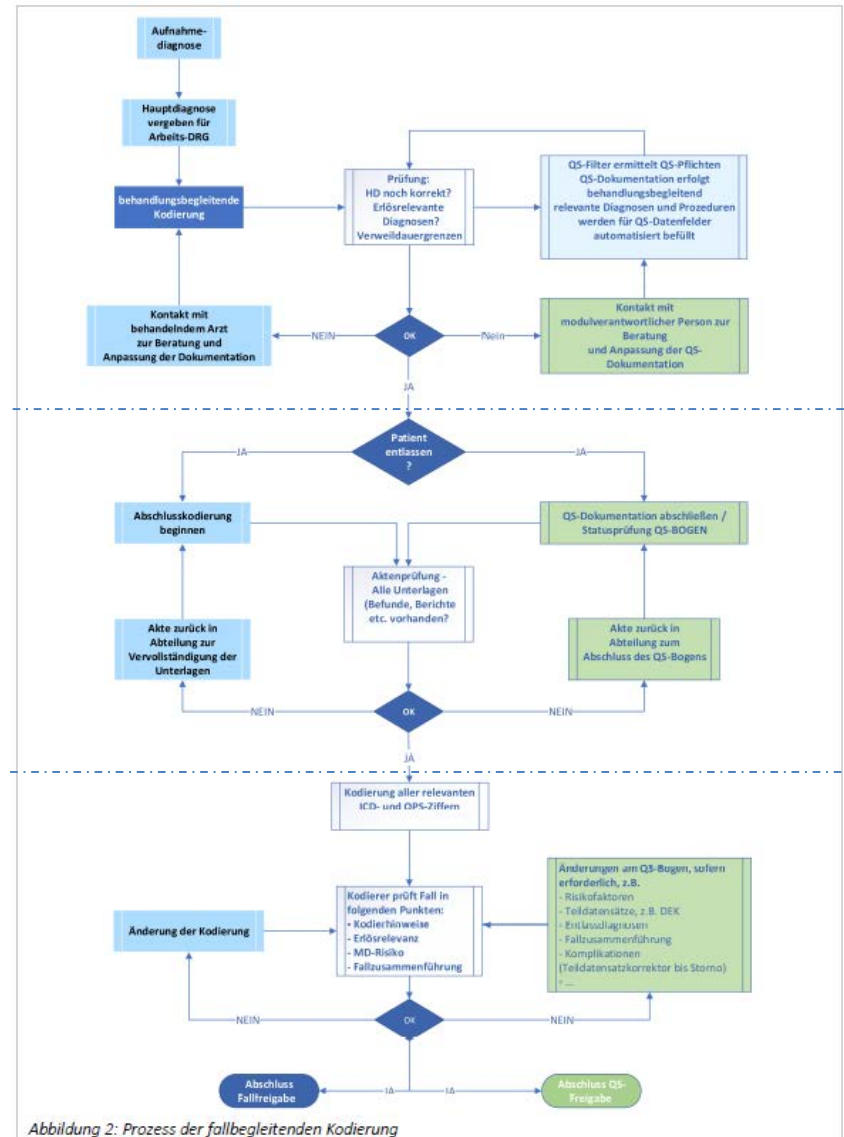 Aufnahme-
diagnose
Hauptdiagnose
vergeben für
Arbeits-DRG
behandlungsbegleitende
Kodierung
Prüfung:
HD noch korrekt?
Erlösrelevante
Diagnosen?
Verweildauergrenzen
QS-Filter ermittelt QS-Pflichten
QS-Dokumentation erfolgt
behandlungsbegleitend
relevante Diagnosen und Prozeduren
werden für QS-Datenfelder
automatisiert befüllt
Kontakt mit
behandelndem Arzt
zur Beratung und
Anpassung der Dokumentation
NEIN
OK
Nein
Kontakt mit
modulverantwortlicher Person zur
Beratung
und Anpassung der QS-
Dokumentation
JA
Patient
entlassen
?
JA
JA
Abschlusskodierung
beginnen
QS-Dokumentation abschließen /
Statusprüfung QS-BOGEN
Aktenprüfung -
Alle Unterlagen
(Befunde, Berichte
etc. vorhanden?
Akte zurück in
Abteilung zur
Vervollständigung der
Unterlagen
Akte zurück in
Abteilung zum
Abschluss des QS-Bogens
NEIN
OK
NEIN
JA
Kodierung aller relevanten
ICD- und OPS-Ziffern
Kodierer prüft Fall in
folgenden Punkten:
- Kodierhinweise
- Erlösrelevanz
- MD-Risiko
- Fallzusammenführung
Änderungen am QS-Bogen, sofern
erforderlich, z.B.
- Risikofaktoren
- Teildatensätze, z.B. DEK
- Entlassdiagnosen
- Fallzusammenführung
- Komplikationen
(Teildatensatzkorrektor bis Storno)
- ...
Änderung der Kodierung
NEIN
OK
NEIN
Abschluss
Fallfreigabe
JA
JA
Abschluss QS-
Freigabe
Abbildung 2: Prozess der fallbegleitenden Kodierung